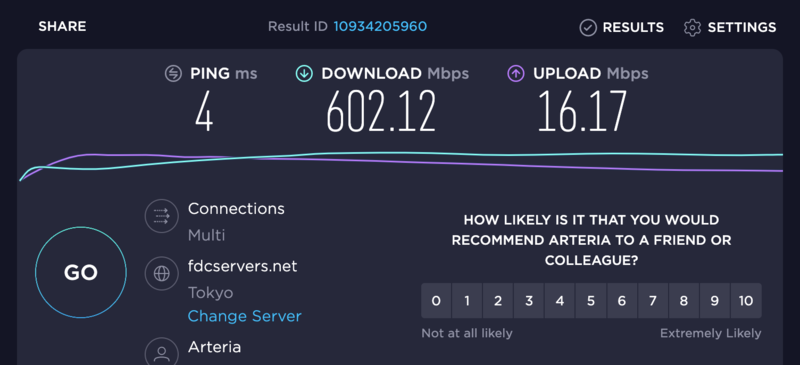 SHARE
Result ID 10934205960
RESULTS
SETTINGS
PING ms
4
DOWNLOAD Mbps
602.12
UPLOAD Mbps
16.17
GO
Connections
Multi
fdcservers.net
Tokyo
Change Server
Arteria
HOW LIKELY IS IT THAT YOU WOULD
RECOMMEND ARTERIA TO A FRIEND OR
COLLEAGUE?
0 1 2 3 4 5 6 7 8 9 10
Not at all likely
Extremely Likely